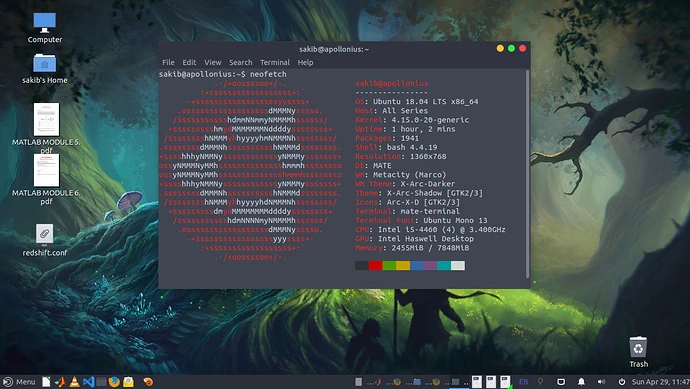 Computer
sakib's Home
MATLAB MODULE 5.
pdf
MATLAB MODULE 6.
pdf
redshift.conf
sakib@apollonius: ~
File Edit View Search Terminal Help
sakib@apollonius:~$ neofetch
sakib@apollonius
----------------
OS: Ubuntu 18.04 LTS x86_64
Host: All Series
Kernel: 4.15.0-20-generic
Uptime: 1 hour, 2 mins
Packages: 1941
Shell: bash 4.4.19
Resolution: 1360x768
DE: MATE
WM: Metacity (Marco)
WM Theme: X-Arc-Darker
Theme: X-Arc-Shadow [GTK2/3]
Icons: Arc-X-D [GTK2/3]
Terminal: mate-terminal
Terminal Font: Ubuntu Mono 13
CPU: Intel i5-4460 (4) @ 3.400GHz
GPU: Intel Haswell Desktop
Memory: 2455MiB / 7848MiB
Trash
Menu
EN
Sun Apr 29, 11:47